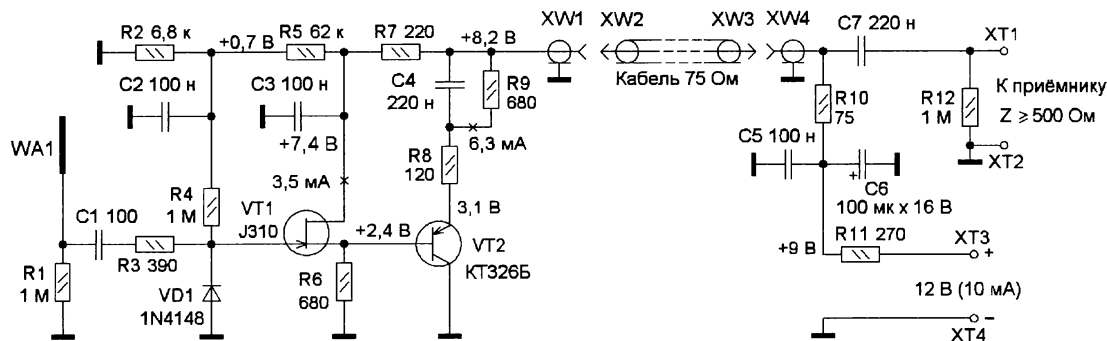 R2 6,8 к
+0,7 В
R5 62 к
R7 220
+8,2 В
XW1
XW2
XW3
XW4
C7 220 н
XT1
C2 100 н
C3 100 н
C4
220 н
R9
680
Кабель 75 Ом
R10
75
R12
1 М
К приёмнику
Z ⩾ 500 Ом
XT2
WA1
+7,4 В
6,3 мА
C5 100 н
R4
1 М
3,5 мА
R8
120
C6
100 мк х 16 В
C1 100
VT1
J310
+2,4 В
3,1 В
VT2
КТ326Б
+9 В
R11 270
XT3
+
R1
1 М
R3 390
VD1
1N4148
R6
680
12 В (10 мА)
–
XT4
+